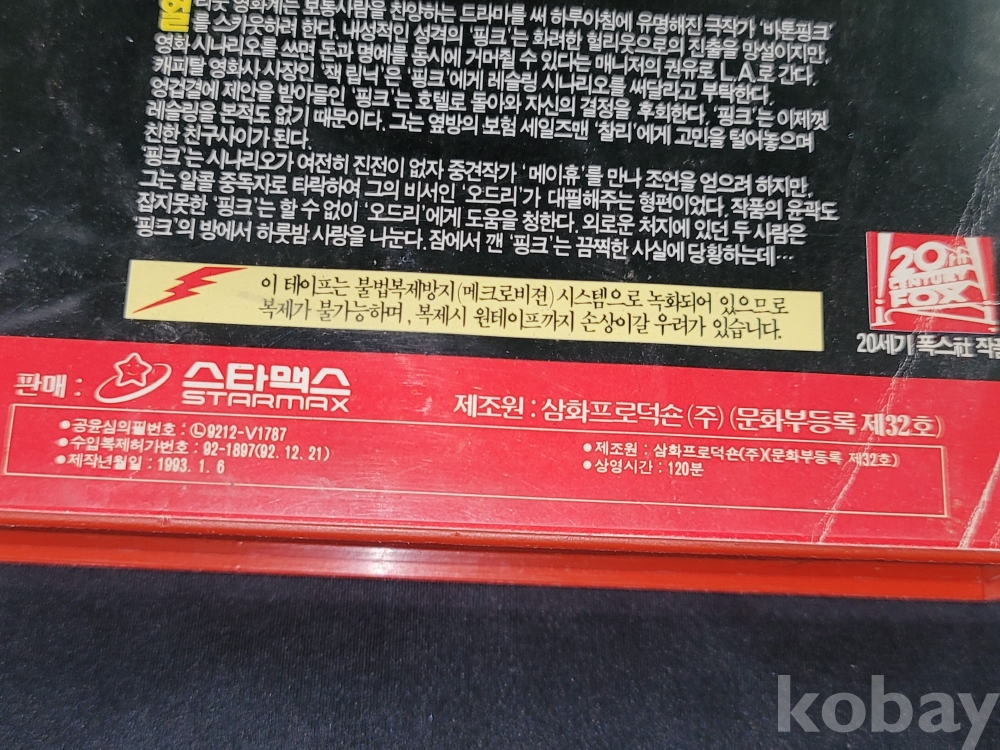 헐
리웃 영화계는 보통사람을 찬양하는 드라마를 써 하루아침에 유명해진 극작가 '바톤핑크'
를 스카웃하러 한다. 내성적인 성격의 '핑크'는 화려한 헐리웃으로의 진출을 망설이지만,
영화 시나리오를 쓰면 돈과 명예를 동시에 거머쥘 수 있다는 매니저의 권유로 L.A.로 간다.
캐피탈 영화사 사장인 '잭 립닉'은 '핑크'에게 레슬링 시나리오를 써달라고 부탁한다.
엉겁결에 제안을 받아들인 '핑크'는 호텔로 돌아와 자신의 결정을 후회한다. '핑크'는 이제껏
레슬링을 본적도 없기 때문이다. 그는 옆방의 보험 세일즈맨 '찰리'에게 고민을 털어놓으며
친한 친구사이가 된다.
'핑크'는 시나리오가 여전히 진전이 없자 중견작가 '메이휴'를 만나 조언을 얻으려 하지만,
그는 알콜 중독자로 타락하여 그의 비서인 '오드리'가 대필해주는 형편이었다. 작품의 윤곽도
잡지못한 '핑크'는 할 수 없이 '오드리'에게 도움을 청한다. 외로운 처지에 있던 두 사람은
'핑크'의 방에서 하룻밤 사랑을 나눈다. 잠에서 깬 '핑크'는 끔찍한 사실에 당황하는데…
이 테이프는 불법복제방지(메크로비젼) 시스템으로 녹화되어 있으므로
복제가 불가능하며, 복제시 원테이프까지 손상이갈 우려가 있습니다.
20TH
CENTURY
FOX
20세기 폭스社 작품
판매 : 스타맥스
STARMAX
제조원 : 삼화프로덕숀(주) (문화부등록 제32호)
●공윤심의필번호 : ⓒ9212-V1787
●수입복제허가번호 : 92-1897(92. 12. 21)
●제작년월일 : 1993. 1. 6
●제조원 : 삼화프로덕숀(주)(문화부등록 제32호)
●상영시간 : 120분
kobay